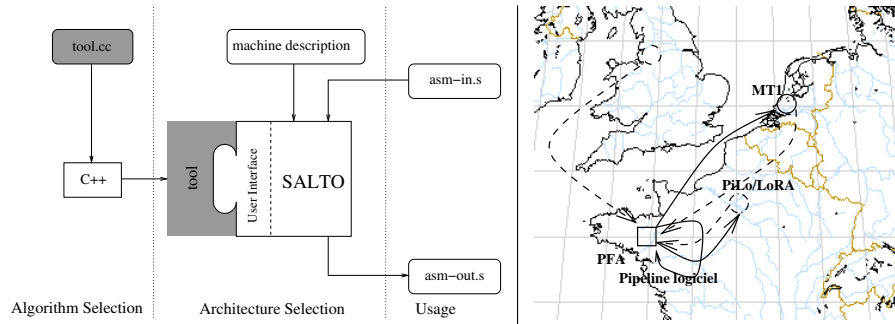 tool.cc
machine description
asm−in.s
C++
tool
User Interface
SALTO
asm−out.s
Algorithm Selection
Architecture Selection
Usage
MT1
PiLo/LoRA
PFA
Pipeline logiciel